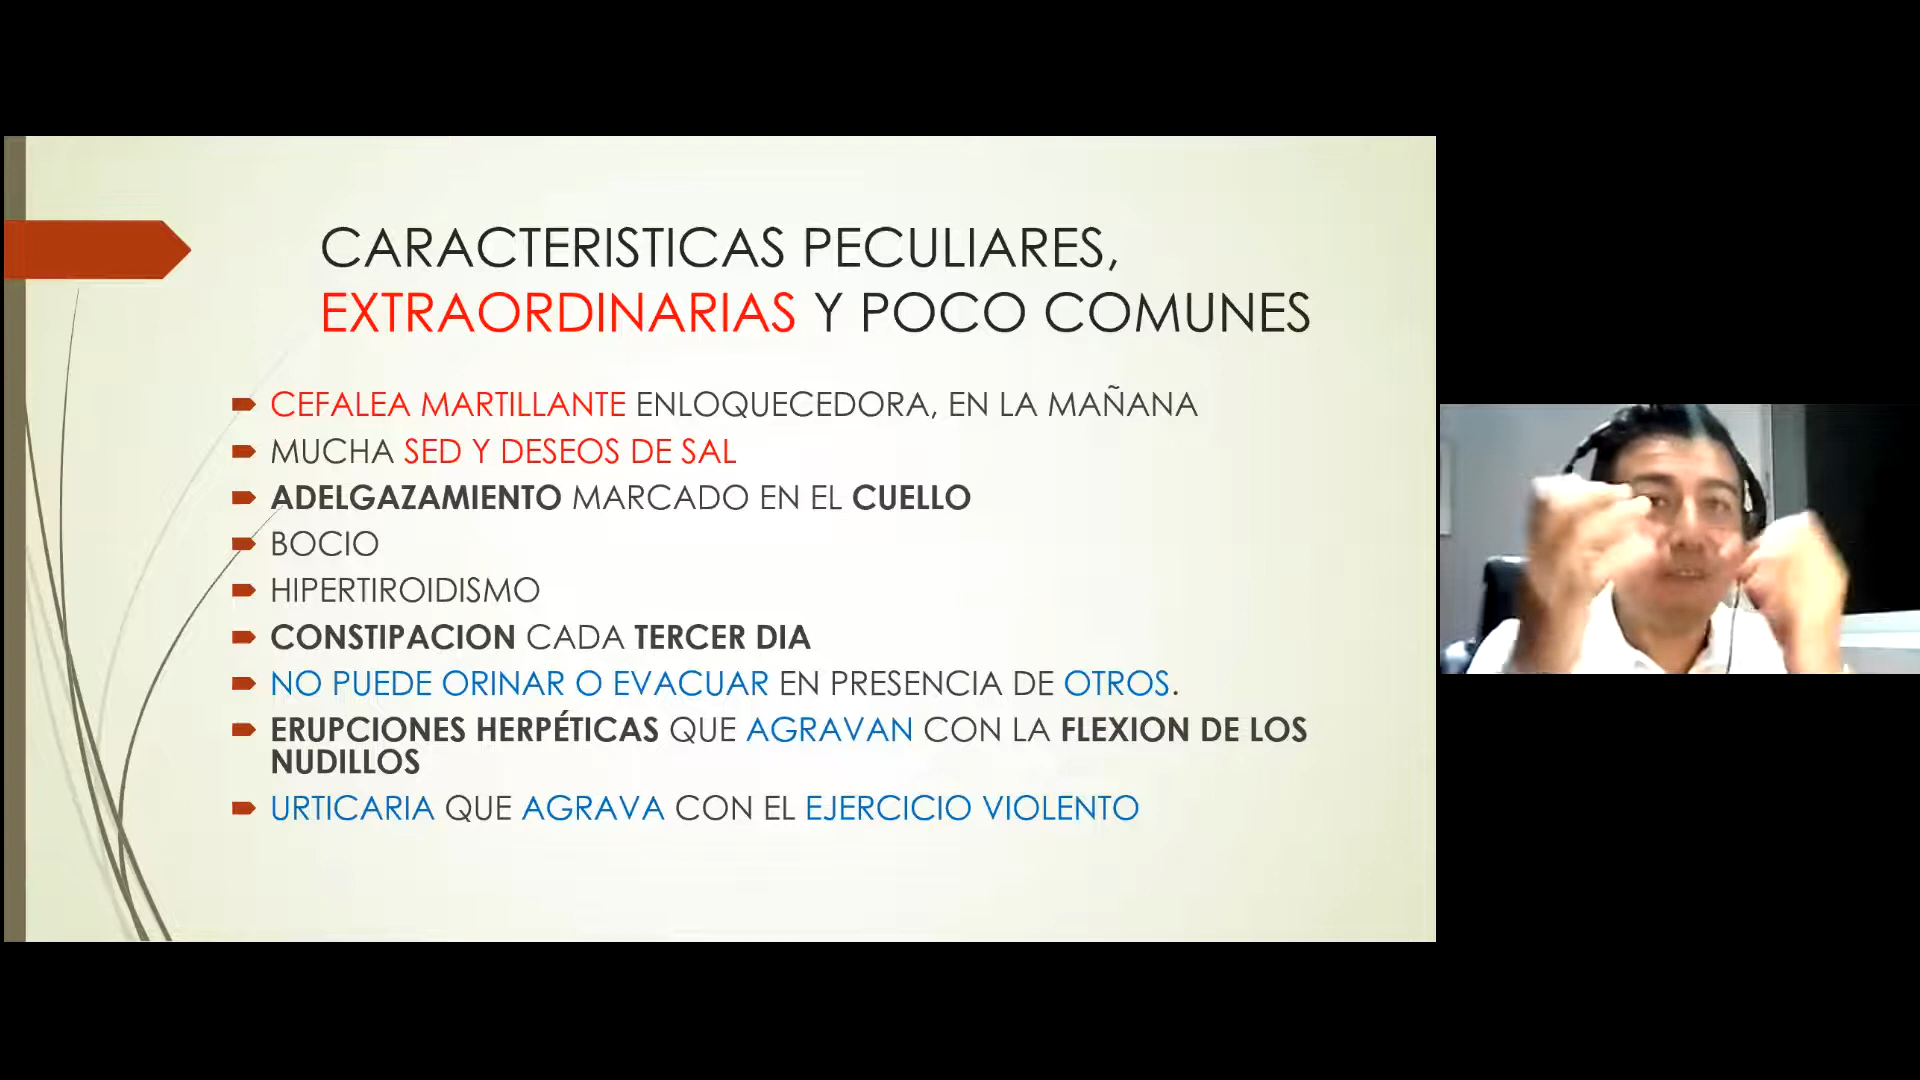 CARACTERISTICAS PECULIARES,
EXTRAORDINARIAS Y POCO COMUNES
CEFALEA MARTILLANTE ENLOQUECEDORA, EN LA MAÑANA
MUCHA SED Y DESEOS DE SAL
ADELGAZAMIENTO MARCADO EN EL CUELLO
BOCIO
HIPERTIROIDISMO
CONSTIPACION CADA TERCER DIA
NO PUEDE ORINAR O EVACUAR EN PRESENCIA DE OTROS.
ERUPCIONES HERPÉTICAS QUE AGRAVAN CON LA FLEXION DE LOS
NUDILLOS
URTICARIA QUE AGRAVA CON EL EJERCICIO VIOLENTO